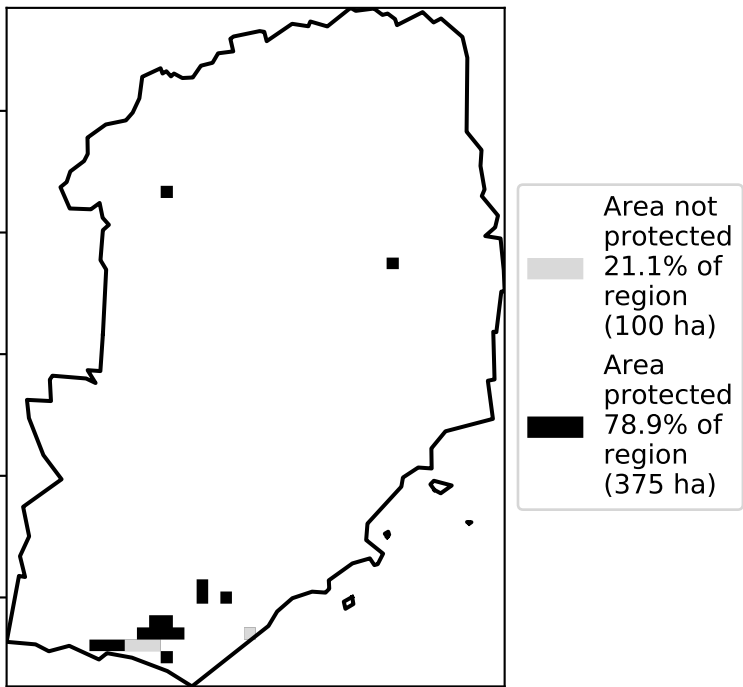 Area not
protected
21.1% of
region
(100 ha)
Area
protected
78.9% of
region
(375 ha)